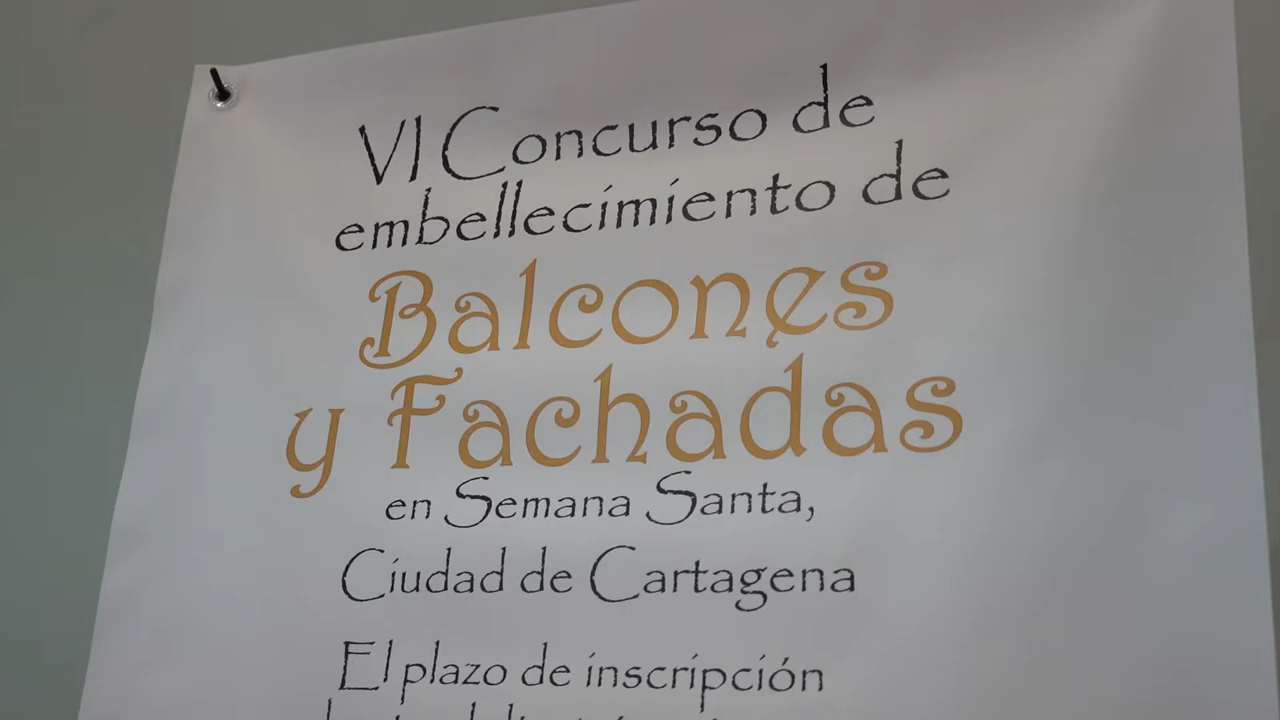 VI Concurso de
embellecimiento de
Balcones
y Fachadas
en Semana Santa,
Ciudad de Cartagena
El plazo de inscripción